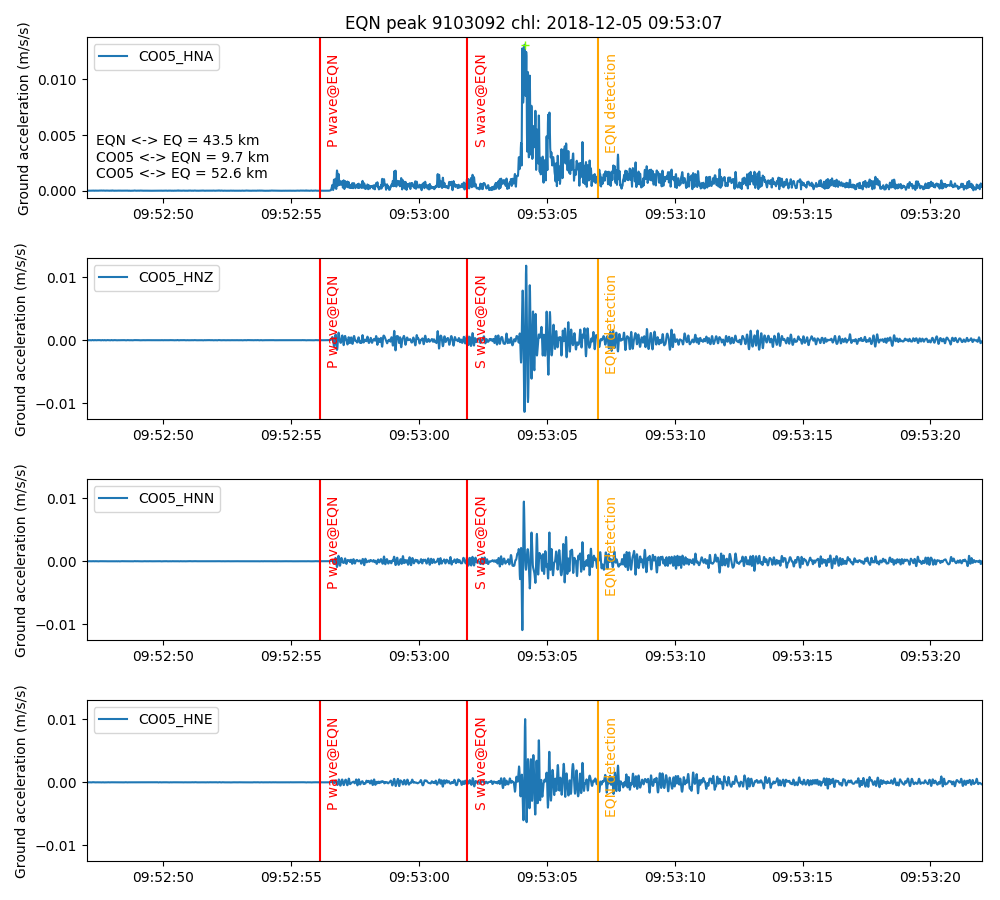 EQN peak 9103092 chl: 2018-12-05 09:53:07
Ground acceleration (m/s/s)
0.010
0.005
0.000
CO05_HNA
EQN <-> EQ = 43.5 km
CO05 <-> EQN = 9.7 km
CO05 <-> EQ = 52.6 km
P wave@EQN
S wave@EQN
EQN detection
09:52:50 09:52:55 09:53:00 09:53:05 09:53:10 09:53:15 09:53:20
Ground acceleration (m/s/s)
0.01
0.00
−0.01
CO05_HNZ
P wave@EQN
S wave@EQN
EQN detection
09:52:50 09:52:55 09:53:00 09:53:05 09:53:10 09:53:15 09:53:20
Ground acceleration (m/s/s)
0.01
0.00
−0.01
CO05_HNN
P wave@EQN
S wave@EQN
EQN detection
09:52:50 09:52:55 09:53:00 09:53:05 09:53:10 09:53:15 09:53:20
Ground acceleration (m/s/s)
0.01
0.00
−0.01
CO05_HNE
P wave@EQN
S wave@EQN
EQN detection
09:52:50 09:52:55 09:53:00 09:53:05 09:53:10 09:53:15 09:53:20